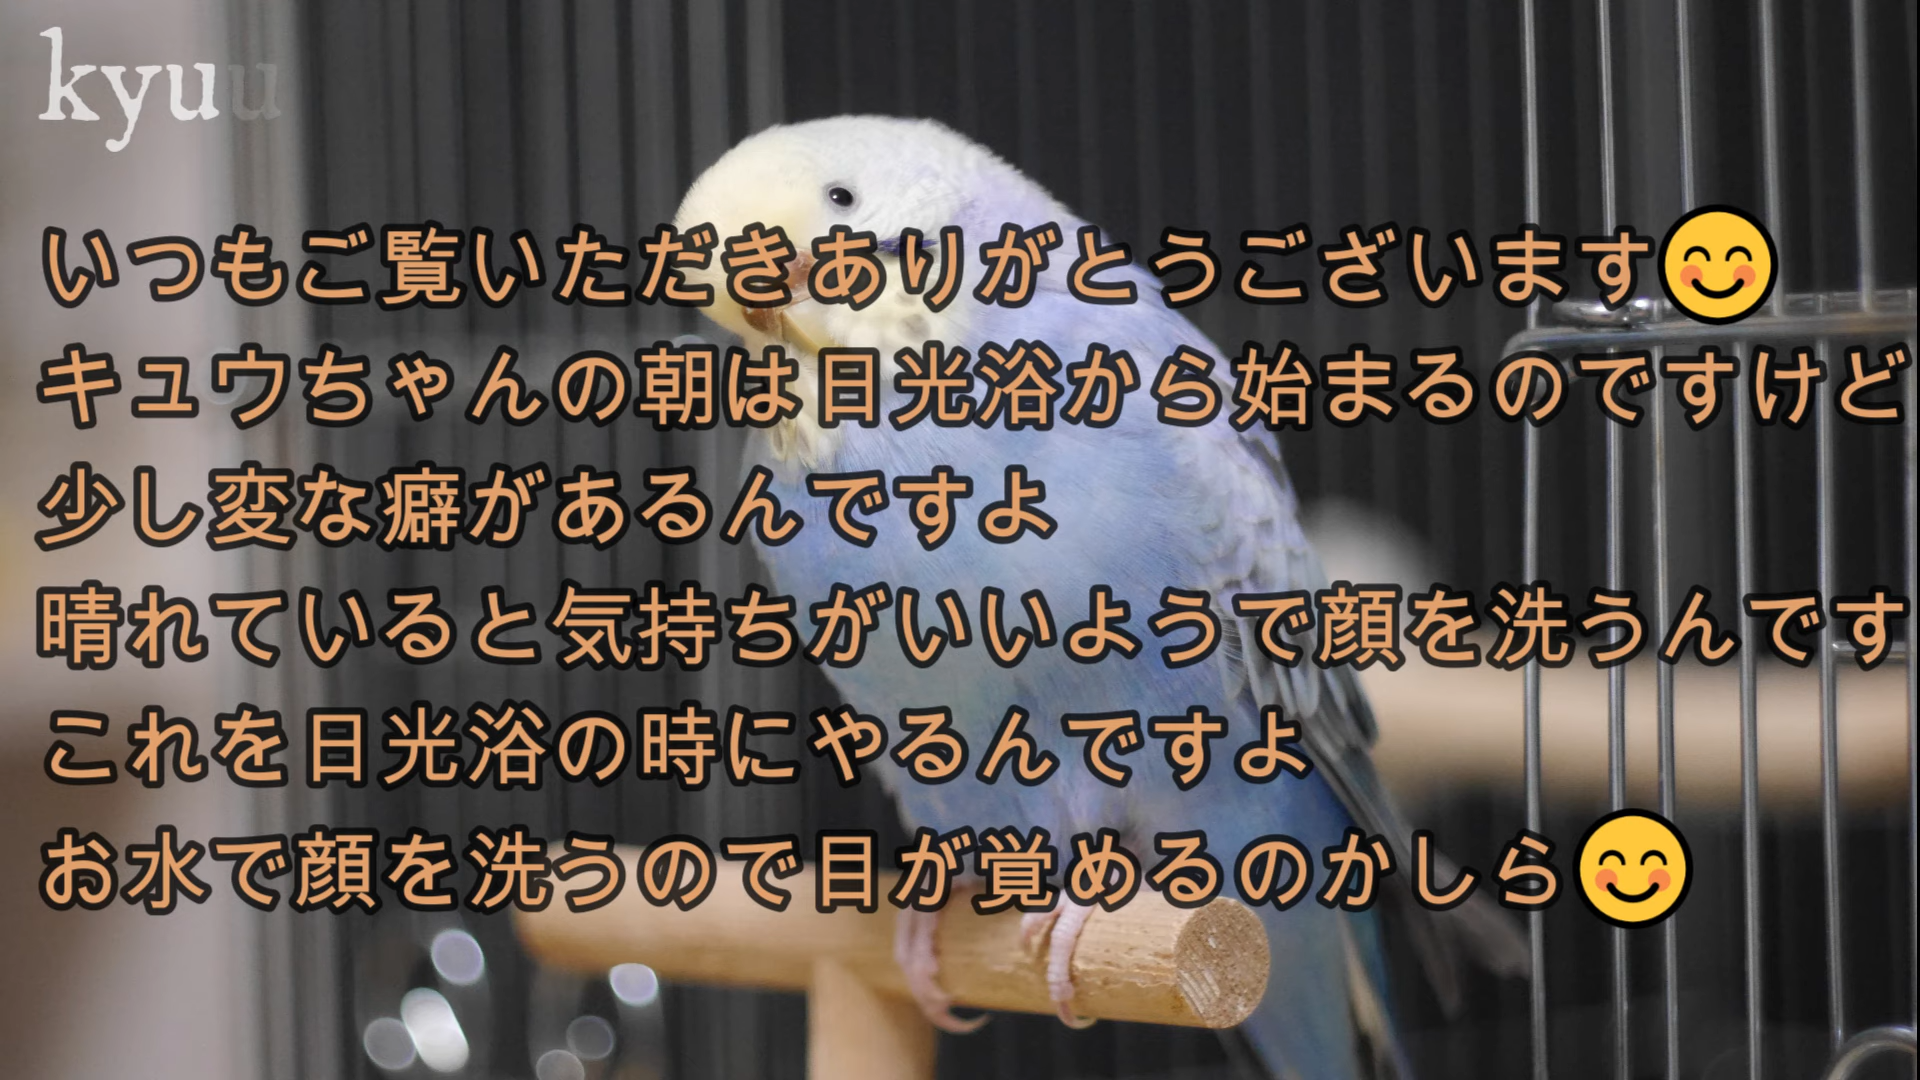 kyuu
いつもご覧いただきありがとうございます😊
キュウちゃんの朝は日光浴から始まるのですけど
少し変な癖があるんですよ
晴れていると気持ちがいいようで顔を洗うんです
これを日光浴の時にやるんですよ
お水で顔を洗うので目が覚めるのかしら😊